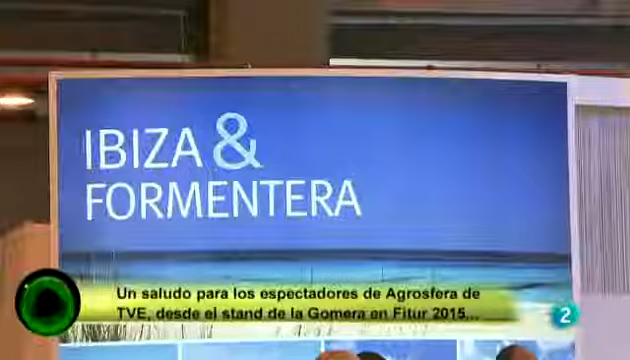 IBIZA &
FORMENTERA
Un saludo para los espectadores de Agrosfera de
TVE, desde el stand de la Gomera en Fitur 2015...
2